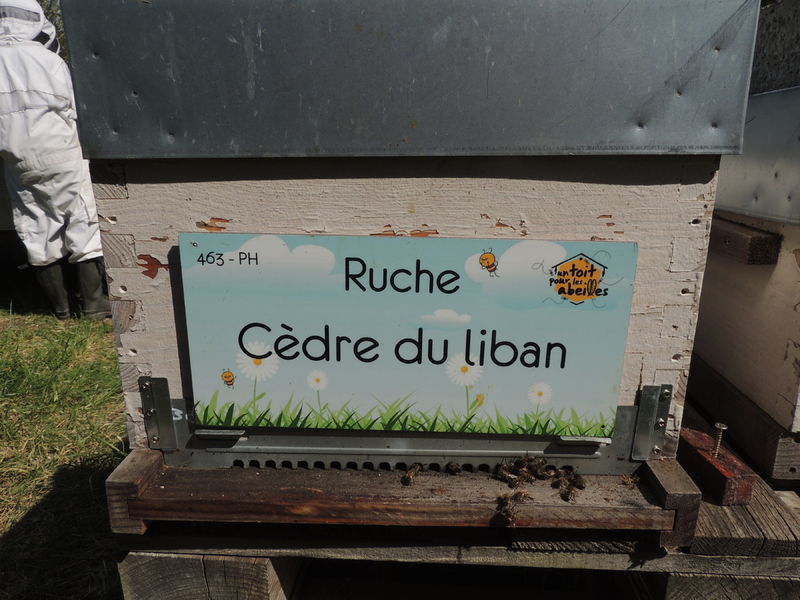 463 - PH
Ruche
un toit
pour les
abeilles
Cèdre du liban